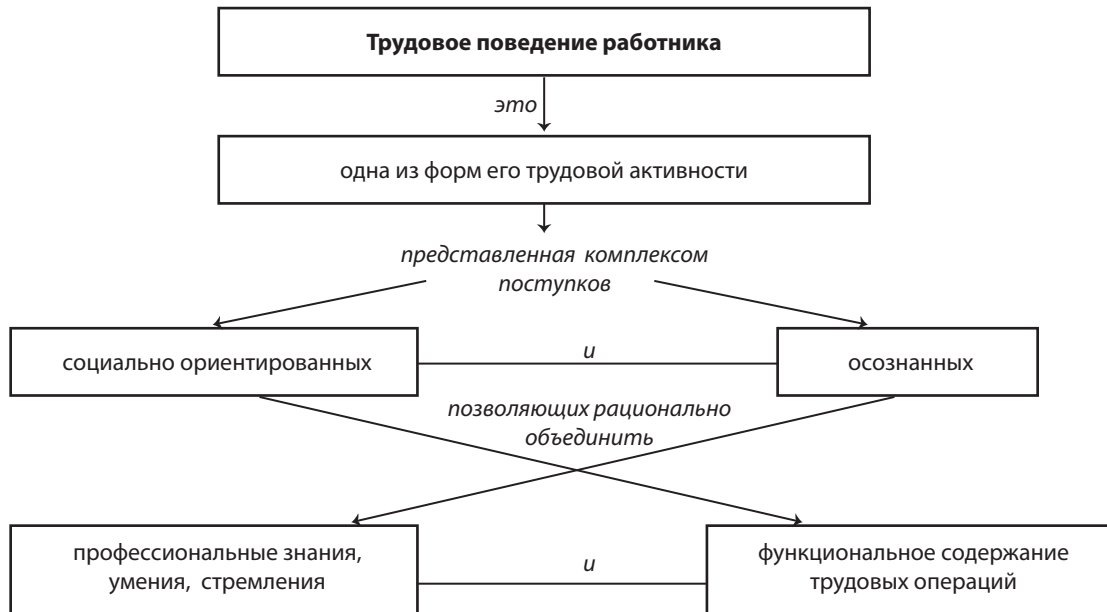 Трудовое поведение работника
это
одна из форм его трудовой активности
представленная комплексом
поступков
социально ориентированных
и
осознанных
позволяющих рационально
объединить
профессиональные знания,
умения, стремления
и
функциональное содержание
трудовых операций